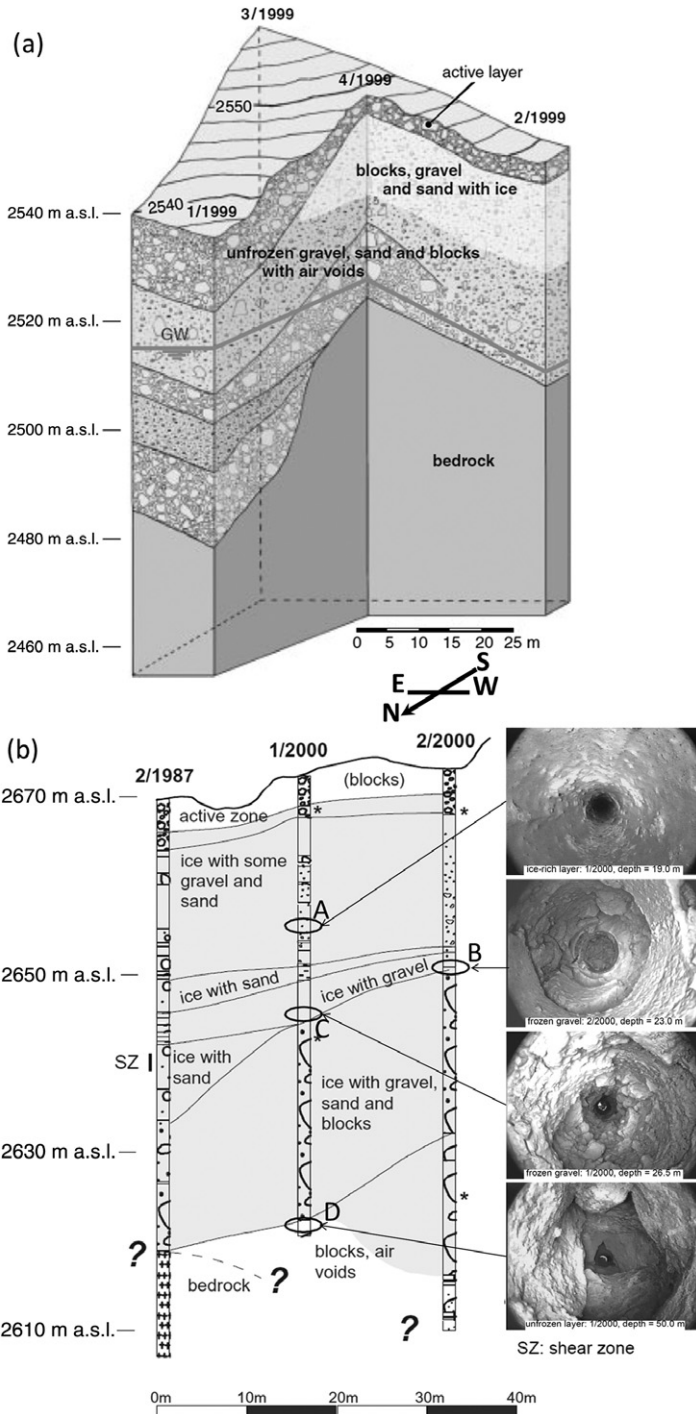 (a)
3/1999
4/1999
active layer
2/1999
2550
blocks, gravel
and sand with ice
2540 m a.s.l.
2540
1/1999
unfrozen gravel, sand and blocks
with air voids
2520 m a.s.l.
GW
2500 m a.s.l.
bedrock
2480 m a.s.l.
2460 m a.s.l.
0 5 10 15 20 25 m
S
E W
N
(b)
2/1987
1/2000
2/2000
(blocks)
2670 m a.s.l.
active zone
*
*
ice with some
gravel and
sand
ice-rich layer: 1/2000, depth = 19.0 m
A
B
2650 m a.s.l.
ice with sand
ice with gravel
frozen gravel: 2/2000, depth = 23.0 m
C
*
SZ
ice with
sand
ice with gravel,
sand and
blocks
2630 m a.s.l.
frozen gravel: 1/2000, depth = 26.5 m
*
D
?
blocks, air
voids
bedrock
?
2610 m a.s.l.
?
unfrozen layer: 1/2000, depth = 50.0 m
SZ: shear zone
0m 10m 20m 30m 40m